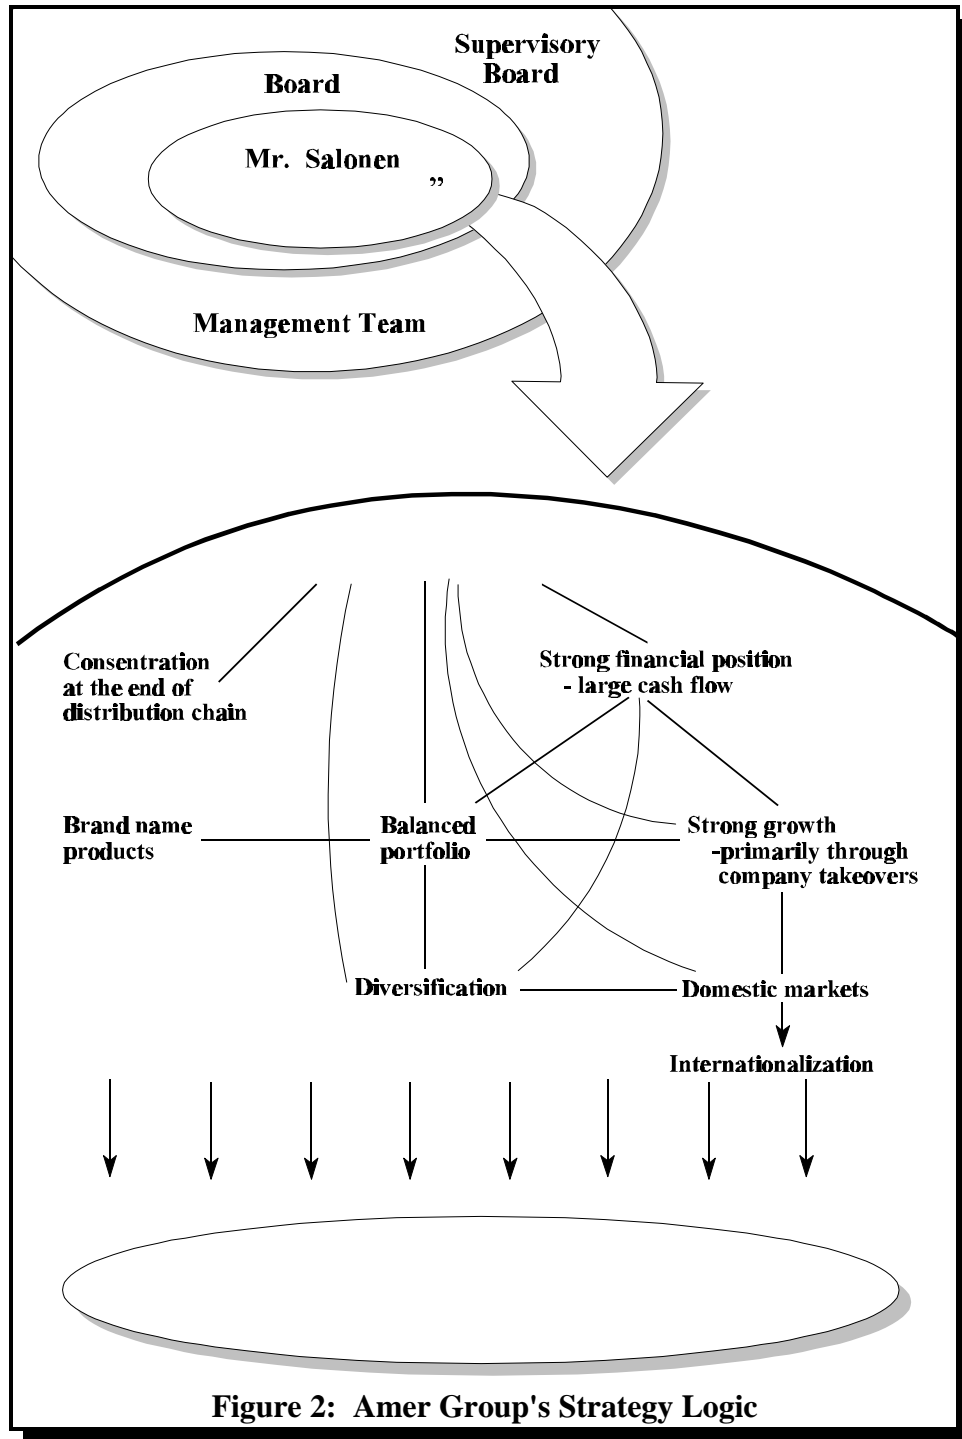 Supervisory
Board
Board
Mr. Salonen
”
Management Team
Consentration
at the end of
distribution chain
Strong financial position
- large cash flow
Brand name
products
Balanced
portfolio
Strong growth
-primarily through
company takeovers
Diversification
Domestic markets
Internationalization
Figure 2: Amer Group's Strategy Logic